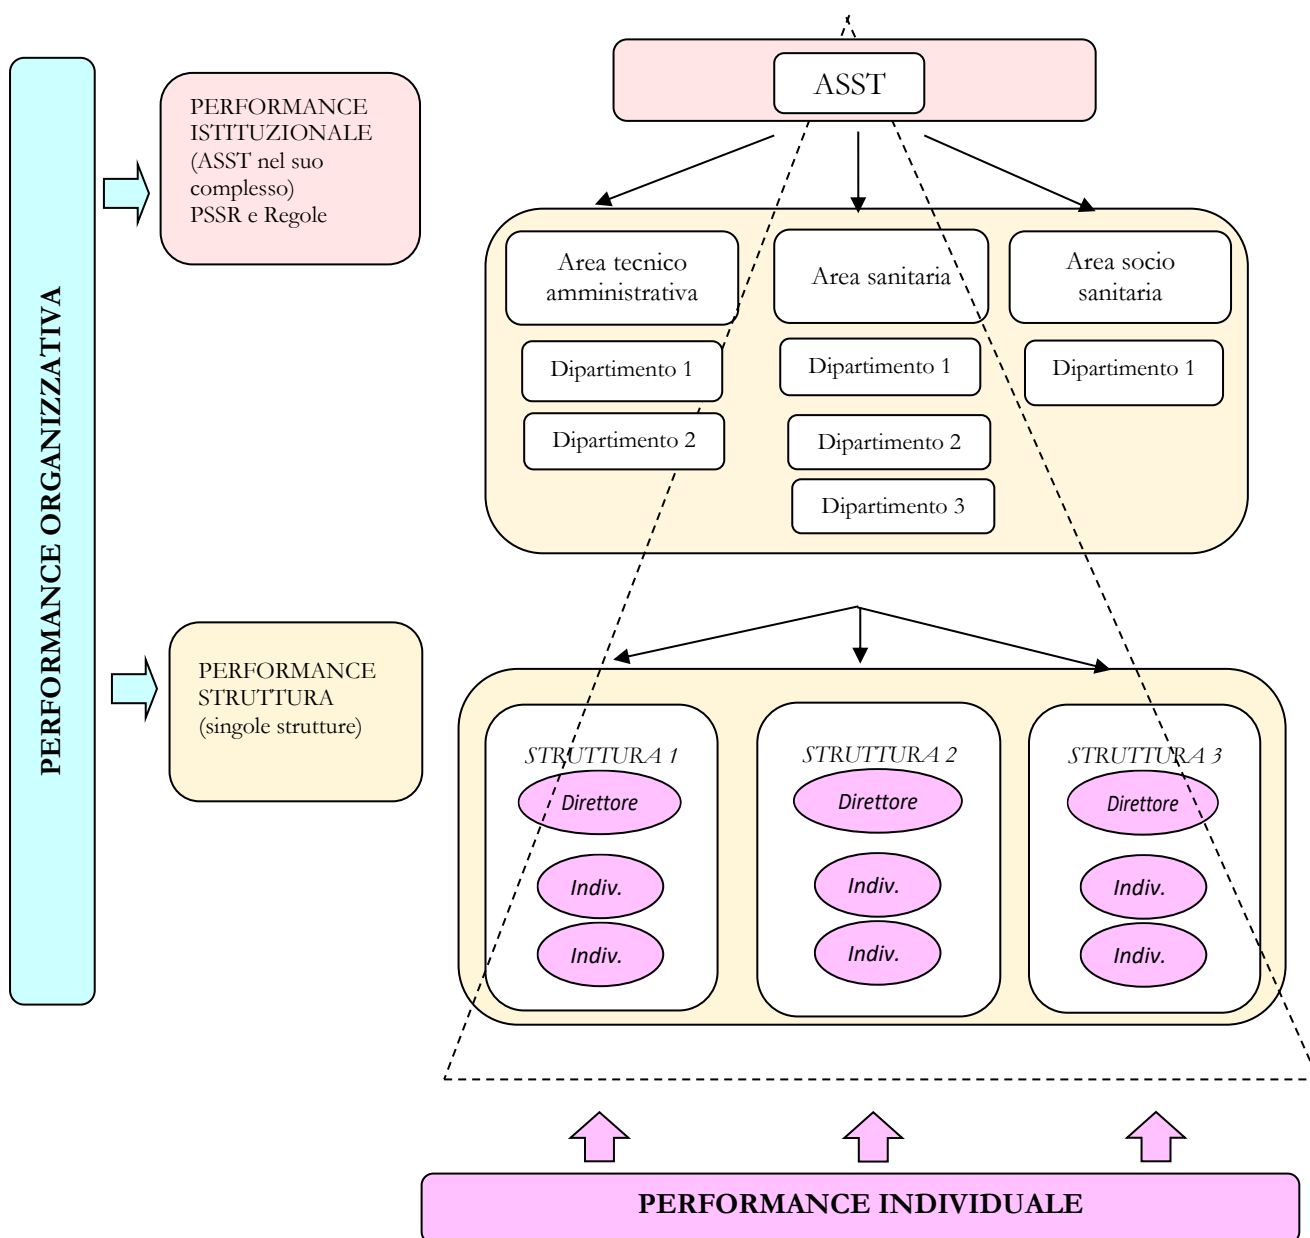 PERFORMANCE ORGANIZZATIVA
PERFORMANCE
ISTITUZIONALE
(ASST nel suo
complesso)
PSSR e Regole
PERFORMANCE
STRUTTURA
(singole strutture)
ASST
Area tecnico
amministrativa
Area sanitaria
Area socio
sanitaria
Dipartimento 1
Dipartimento 1
Dipartimento 1
Dipartimento 2
Dipartimento 2
Dipartimento 3
STRUTTURA 1
Direttore
Indiv.
Indiv.
STRUTTURA 2
Direttore
Indiv.
Indiv.
STRUTTURA 3
Direttore
Indiv.
Indiv.
PERFORMANCE INDIVIDUALE